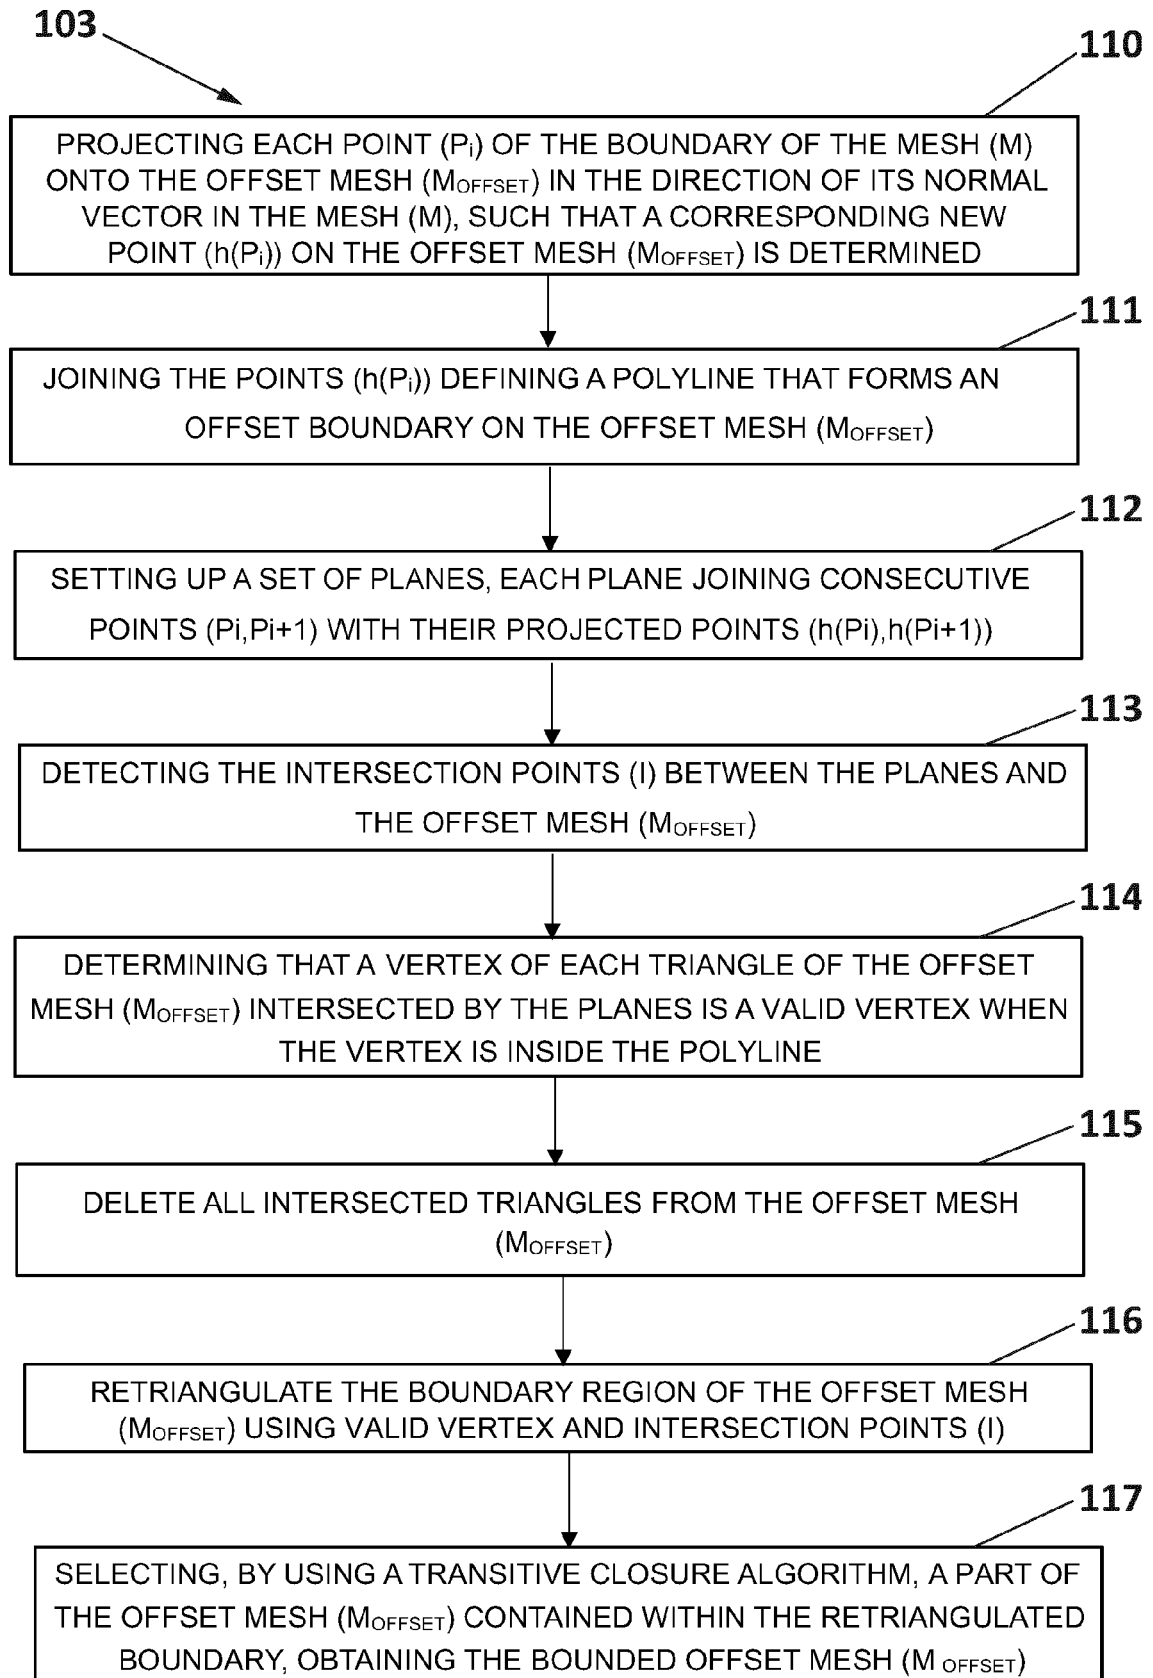 103
110
PROJECTING EACH POINT (Pi) OF THE BOUNDARY OF THE MESH (M)
ONTO THE OFFSET MESH (MOFFSET) IN THE DIRECTION OF ITS NORMAL
VECTOR IN THE MESH (M), SUCH THAT A CORRESPONDING NEW
POINT (h(Pi)) ON THE OFFSET MESH (MOFFSET) IS DETERMINED
111
JOINING THE POINTS (h(Pi)) DEFINING A POLYLINE THAT FORMS AN
OFFSET BOUNDARY ON THE OFFSET MESH (MOFFSET)
112
SETTING UP A SET OF PLANES, EACH PLANE JOINING CONSECUTIVE
POINTS (Pi,Pi+1) WITH THEIR PROJECTED POINTS (h(Pi),h(Pi+1))
113
DETECTING THE INTERSECTION POINTS (I) BETWEEN THE PLANES AND
THE OFFSET MESH (MOFFSET)
114
DETERMINING THAT A VERTEX OF EACH TRIANGLE OF THE OFFSET
MESH (MOFFSET) INTERSECTED BY THE PLANES IS A VALID VERTEX WHEN
THE VERTEX IS INSIDE THE POLYLINE
115
DELETE ALL INTERSECTED TRIANGLES FROM THE OFFSET MESH
(MOFFSET)
116
RETRIANGULATE THE BOUNDARY REGION OF THE OFFSET MESH
(MOFFSET) USING VALID VERTEX AND INTERSECTION POINTS (I)
117
SELECTING, BY USING A TRANSITIVE CLOSURE ALGORITHM, A PART OF
THE OFFSET MESH (MOFFSET) CONTAINED WITHIN THE RETRIANGULATED
BOUNDARY, OBTAINING THE BOUNDED OFFSET MESH (M OFFSET)